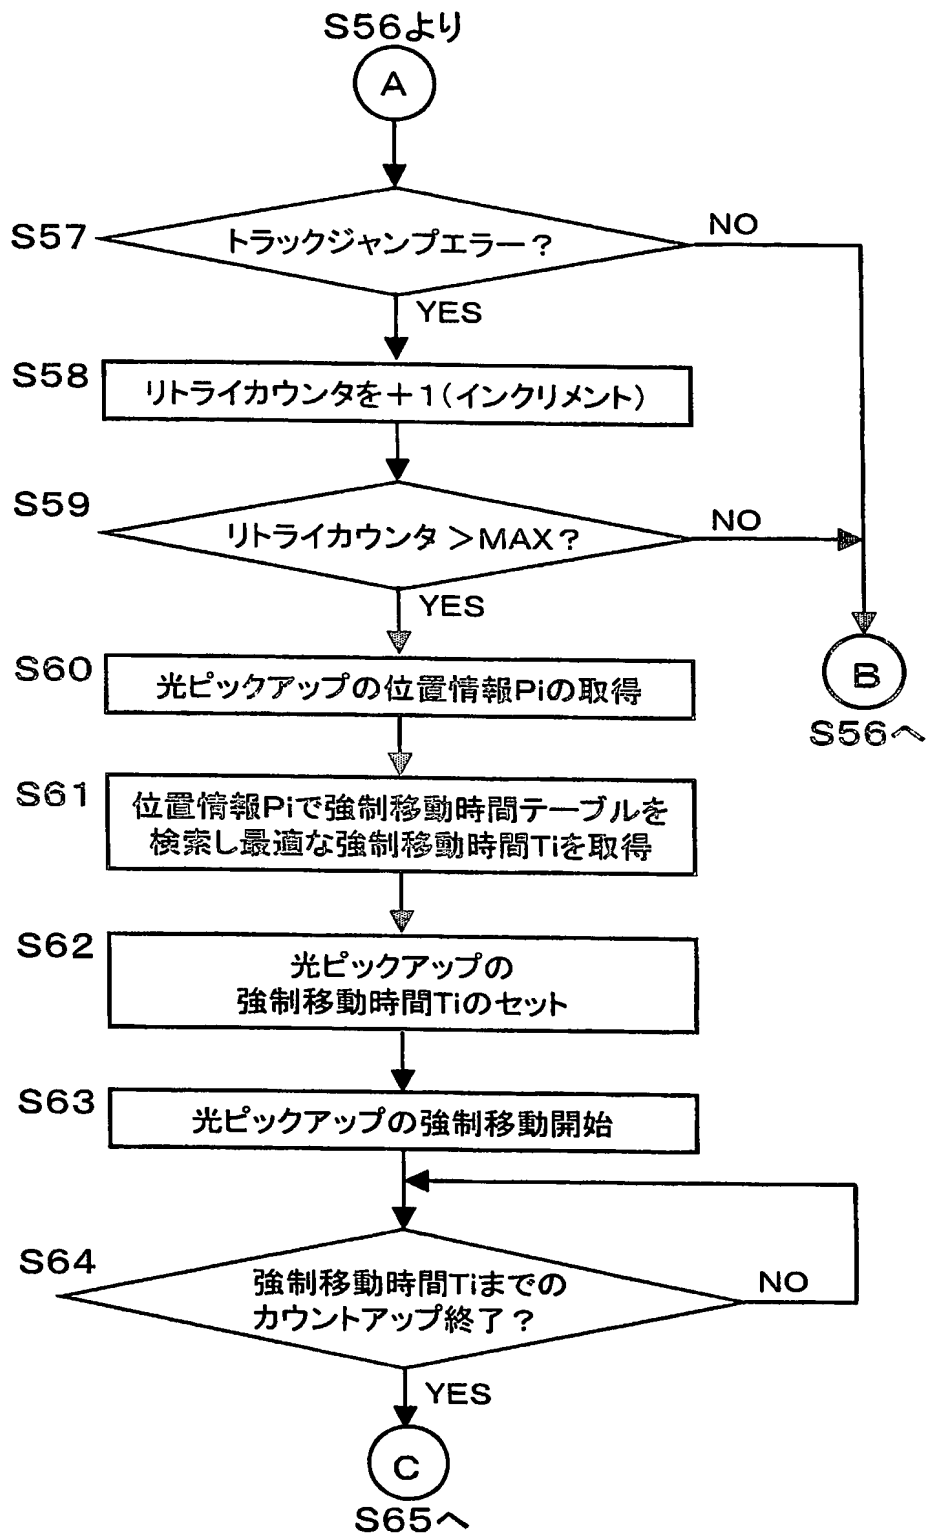 S56より
A
S57
トラックジャンプエラー?
NO
YES
S58
リトライカウンタを+1(インクリメント)
S59
リトライカウンタ>MAX?
NO
YES
S60
光ピックアップの位置情報Piの取得
B
S56へ
S61
位置情報Piで強制移動時間テーブルを
検索し最適な強制移動時間Tiを取得
S62
光ピックアップの
強制移動時間Tiのセット
S63
光ピックアップの強制移動開始
S64
強制移動時間Tiまでの
カウントアップ終了?
NO
YES
C
S65へ